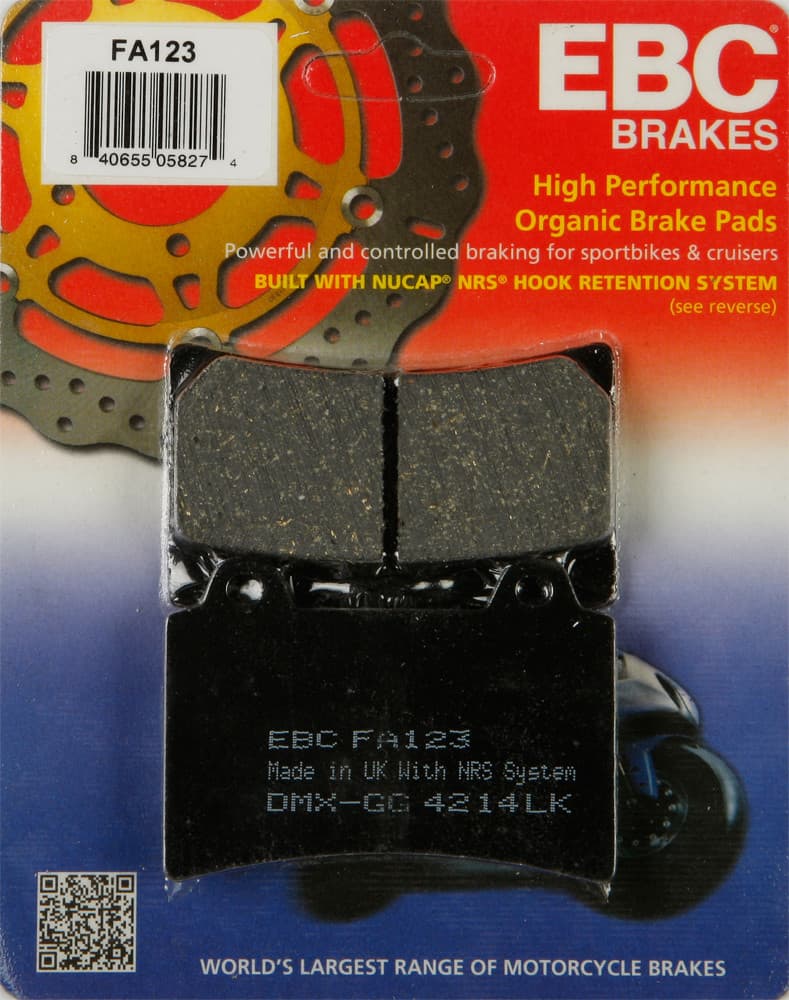 FA123
8 40655 05827 4
EBC®
BRAKES
High Performance
Organic Brake Pads
Powerful and controlled braking for sportbikes & cruisers
BUILT WITH NUCAP® NRS® HOOK RETENTION SYSTEM
(see reverse)
EBC FA123
Made in UK With NRS System
DMX-GG 4214LK
WORLD'S LARGEST RANGE OF MOTORCYCLE BRAKES